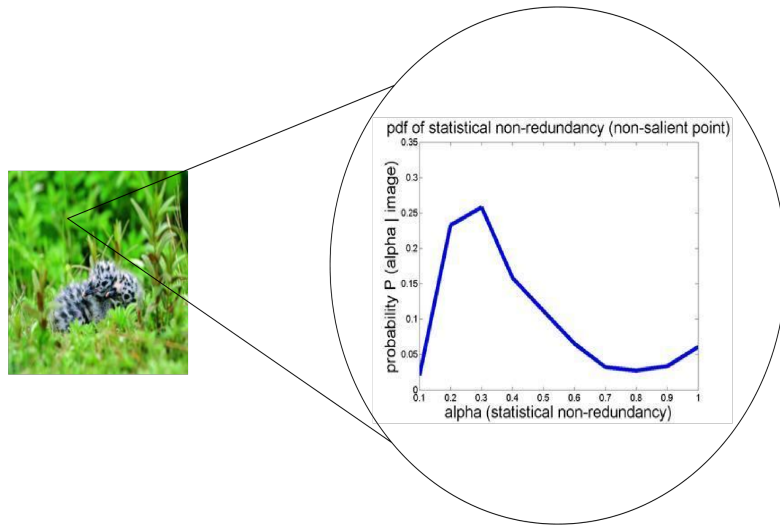 pdf of statistical non-redundancy (non-salient point)
probability P (alpha | image)
0.35
0.3
0.25
0.2
0.15
0.1
0.05
0
0.1 0.2 0.3 0.4 0.5 0.6 0.7 0.8 0.9 1
alpha (statistical non-redundancy)